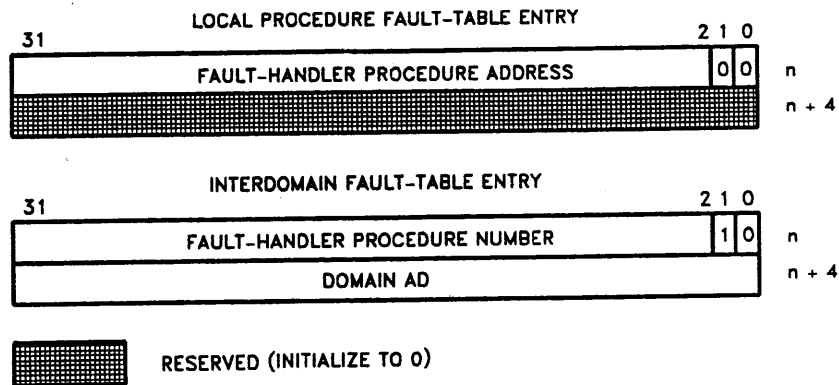 LOCAL PROCEDURE FAULT-TABLE ENTRY
31 2 1 0
FAULT-HANDLER PROCEDURE ADDRESS 0 0 n
n + 4
INTERDOMAIN FAULT-TABLE ENTRY
31 2 1 0
FAULT-HANDLER PROCEDURE NUMBER 1 0 n
DOMAIN AD n + 4
RESERVED (INITIALIZE TO 0)